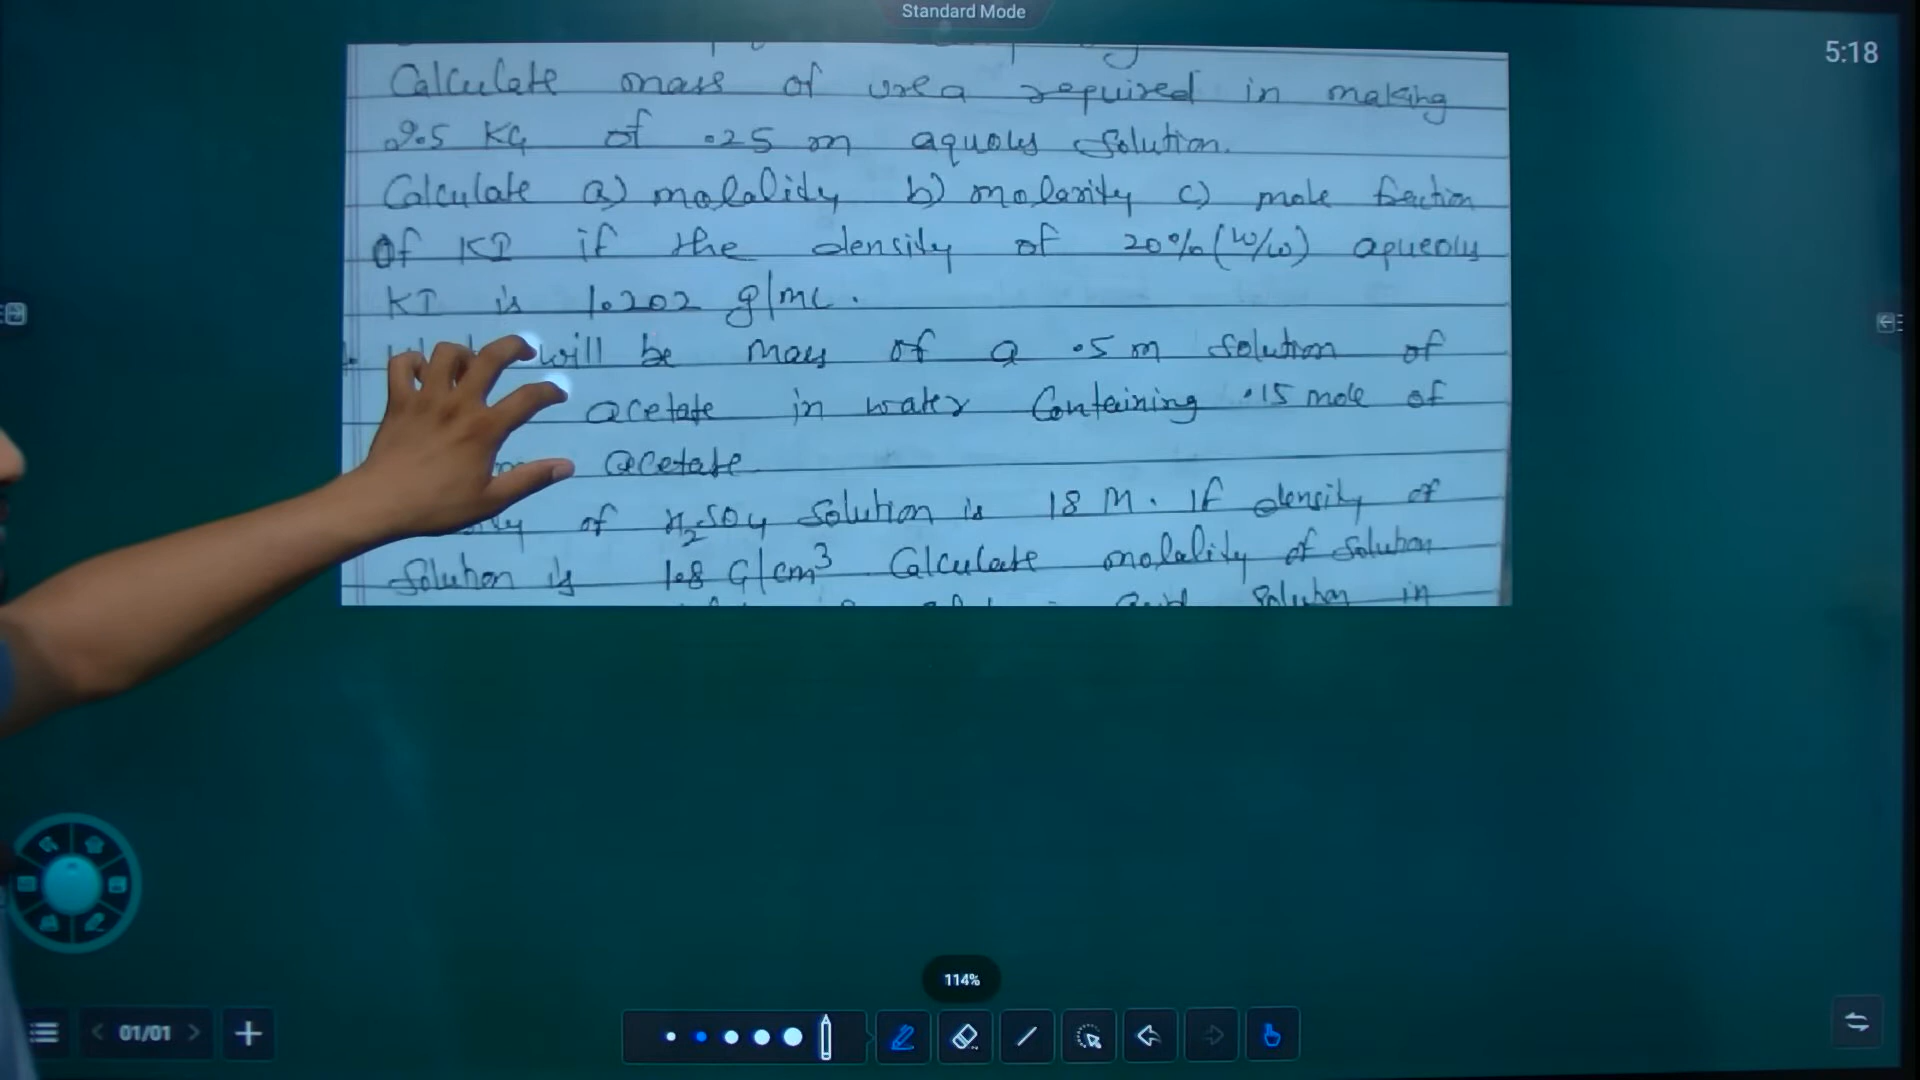 Standard Mode
5:18
Calculate mass of urea required in making
2.5 KG of .25 m aquous solution.
Calculate a) molality b) molarity c) mole fraction
of KI if the density of 20% (w/w) aqueous
KI is 1.202 g/mL.
will be mass of a .5 m solution of
acetate in water Containing .15 mole of
acetate
of H2SO4 solution is 18 M. If density of
solution is 1.8 G/cm3 Calculate molality of solution
acid solution in
114%
01/01